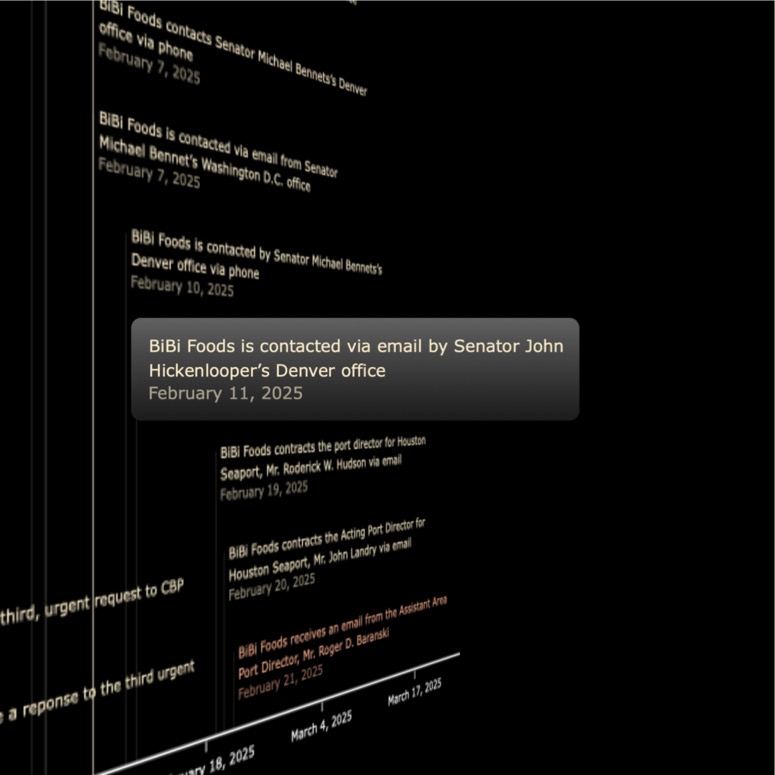 BiBi Foods contacts Senator Michael Bennets's Denver
office via phone
February 7, 2025
BiBi Foods is contacted via email from Senator
Michael Bennet's Washington D.C. office
February 7, 2025
BiBi Foods is contacted by Senator Michael Bennets's
Denver office via phone
February 10, 2025
BiBi Foods is contacted via email by Senator John
Hickenlooper's Denver office
February 11, 2025
BiBi Foods contracts the port director for Houston
Seaport, Mr. Roderick W. Hudson via email
February 19, 2025
BiBi Foods contracts the Acting Port Director for
Houston Seaport, Mr. John Landry via email
February 20, 2025
third, urgent request to CBP
BiBi Foods receives an email from the Assistant Area
Port Director, Mr. Roger D. Baranski
February 21, 2025
e a reponse to the third urgent
March 17, 2025
March 4, 2025
uary 18, 2025